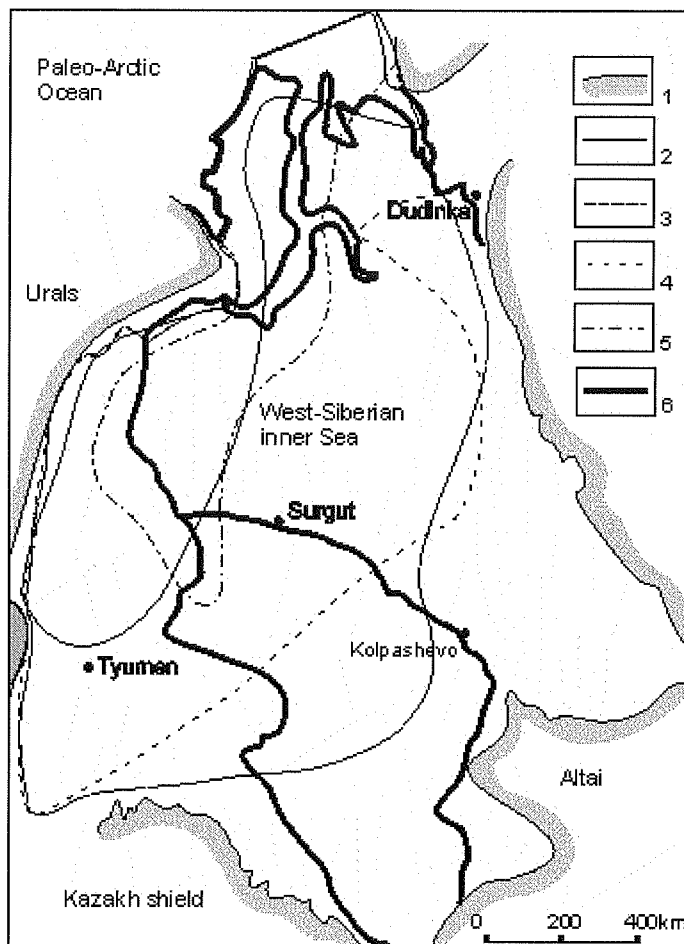 Paleo-Arctic
Ocean
1
2
3
4
5
6
Dudinka
Urals
West-Siberian
inner Sea
Surgut
Kolpashevo
Tyuman
Altai
Kazakh shield
0 200 400km